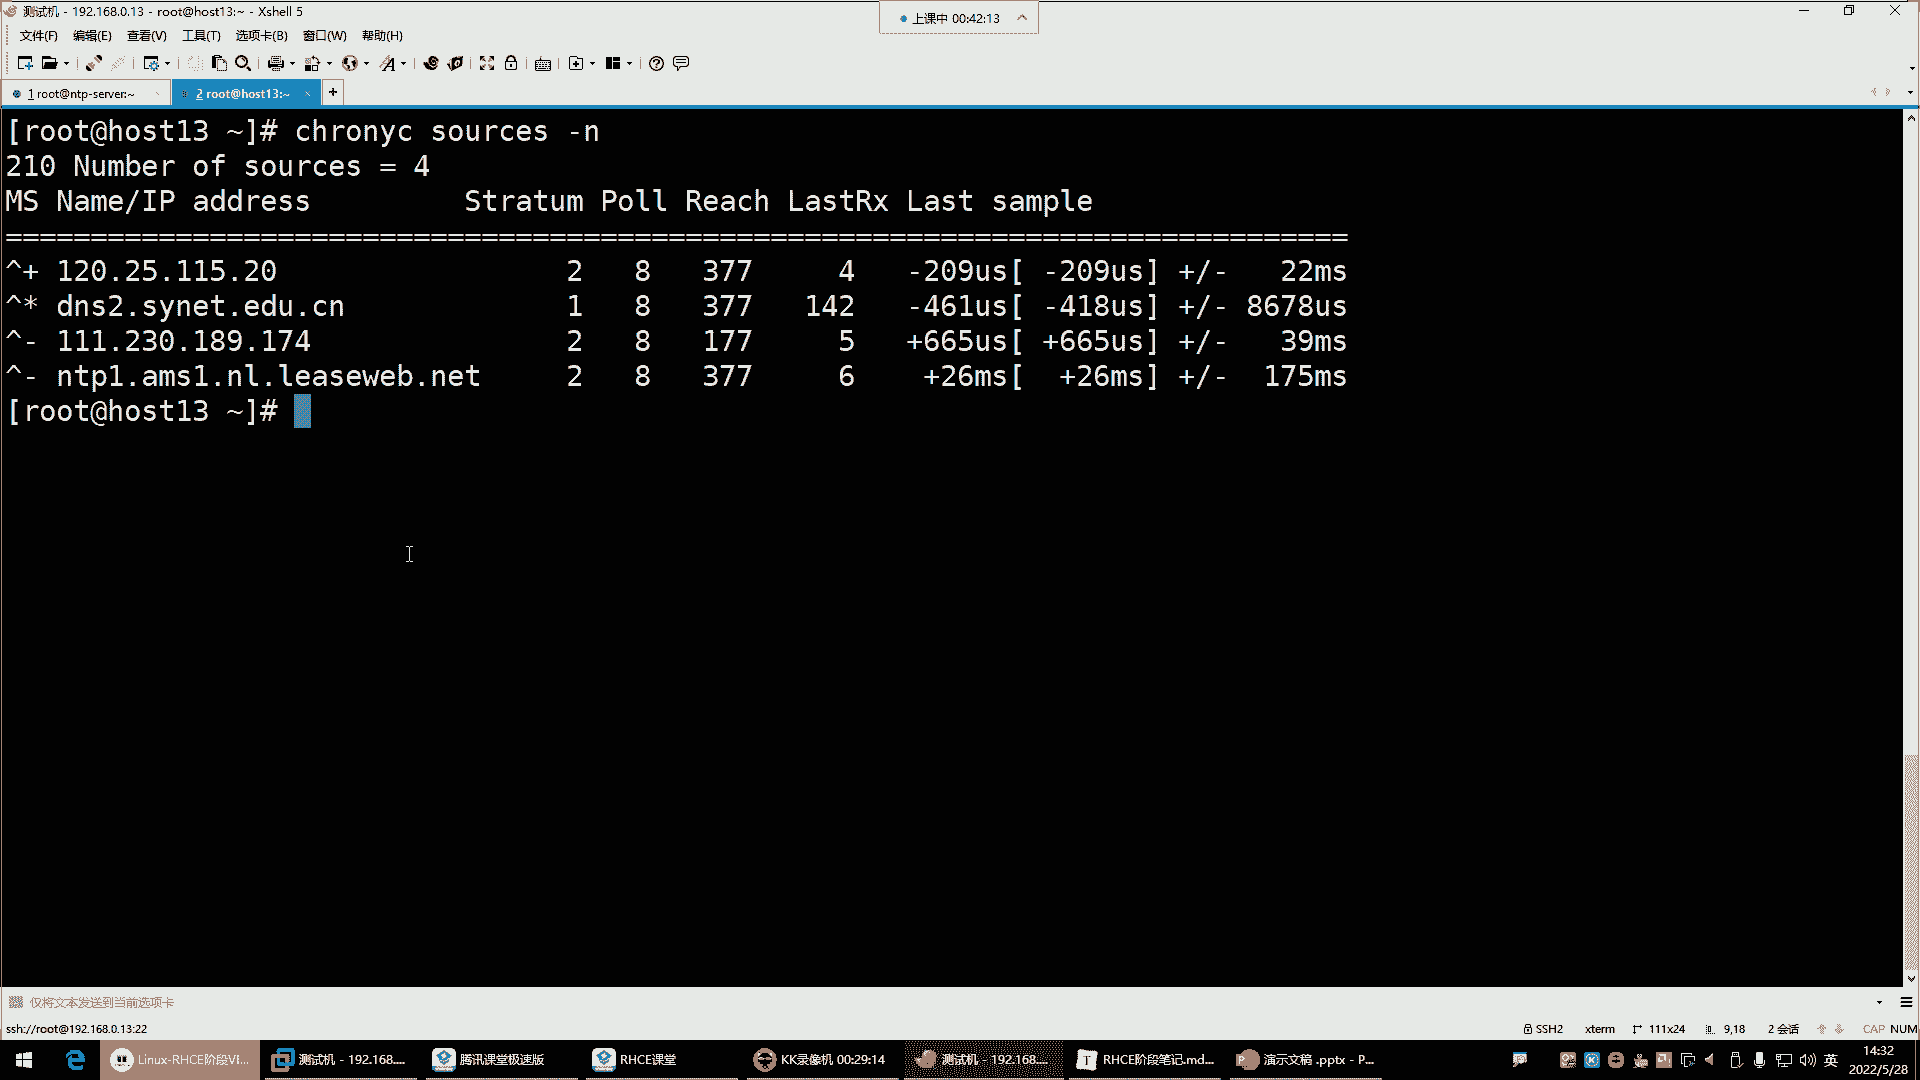 测试机 - 192.168.0.13 - root@host13:~ - Xshell 5
上课中 00:42:13
文件(F) 编辑(E) 查看(V) 工具(T) 选项卡(B) 窗口(W) 帮助(H)
1 root@ntp-server:~
2 root@host13:~
[root@host13 ~]# chronyc sources -n
210 Number of sources = 4
MS Name/IP address         Stratum Poll Reach LastRx Last sample
===============================================================================
^+ 120.25.115.20                 2   8   377     4   -209us[ -209us] +/-   22ms
^* dns2.synet.edu.cn             1   8   377   142   -461us[ -418us] +/- 8678us
^- 111.230.189.174               2   8   177     5   +665us[ +665us] +/-   39ms
^- ntp1.ams1.nl.leaseweb.net     2   8   377     6    +26ms[  +26ms] +/-  175ms
[root@host13 ~]#
仅将文本发送到当前选项卡
ssh://root@192.168.0.13:22
SSH2 xterm 111x24 9,18 2 会话 CAP NUM
Linux-RHCE阶段VI...
测试机 - 192.168....
腾讯课堂极速版
RHCE课堂
KK录像机 00:29:14
测试机 - 192.168....
RHCE阶段笔记.md...
演示文稿 .pptx - P...
英
14:32
2022/5/28